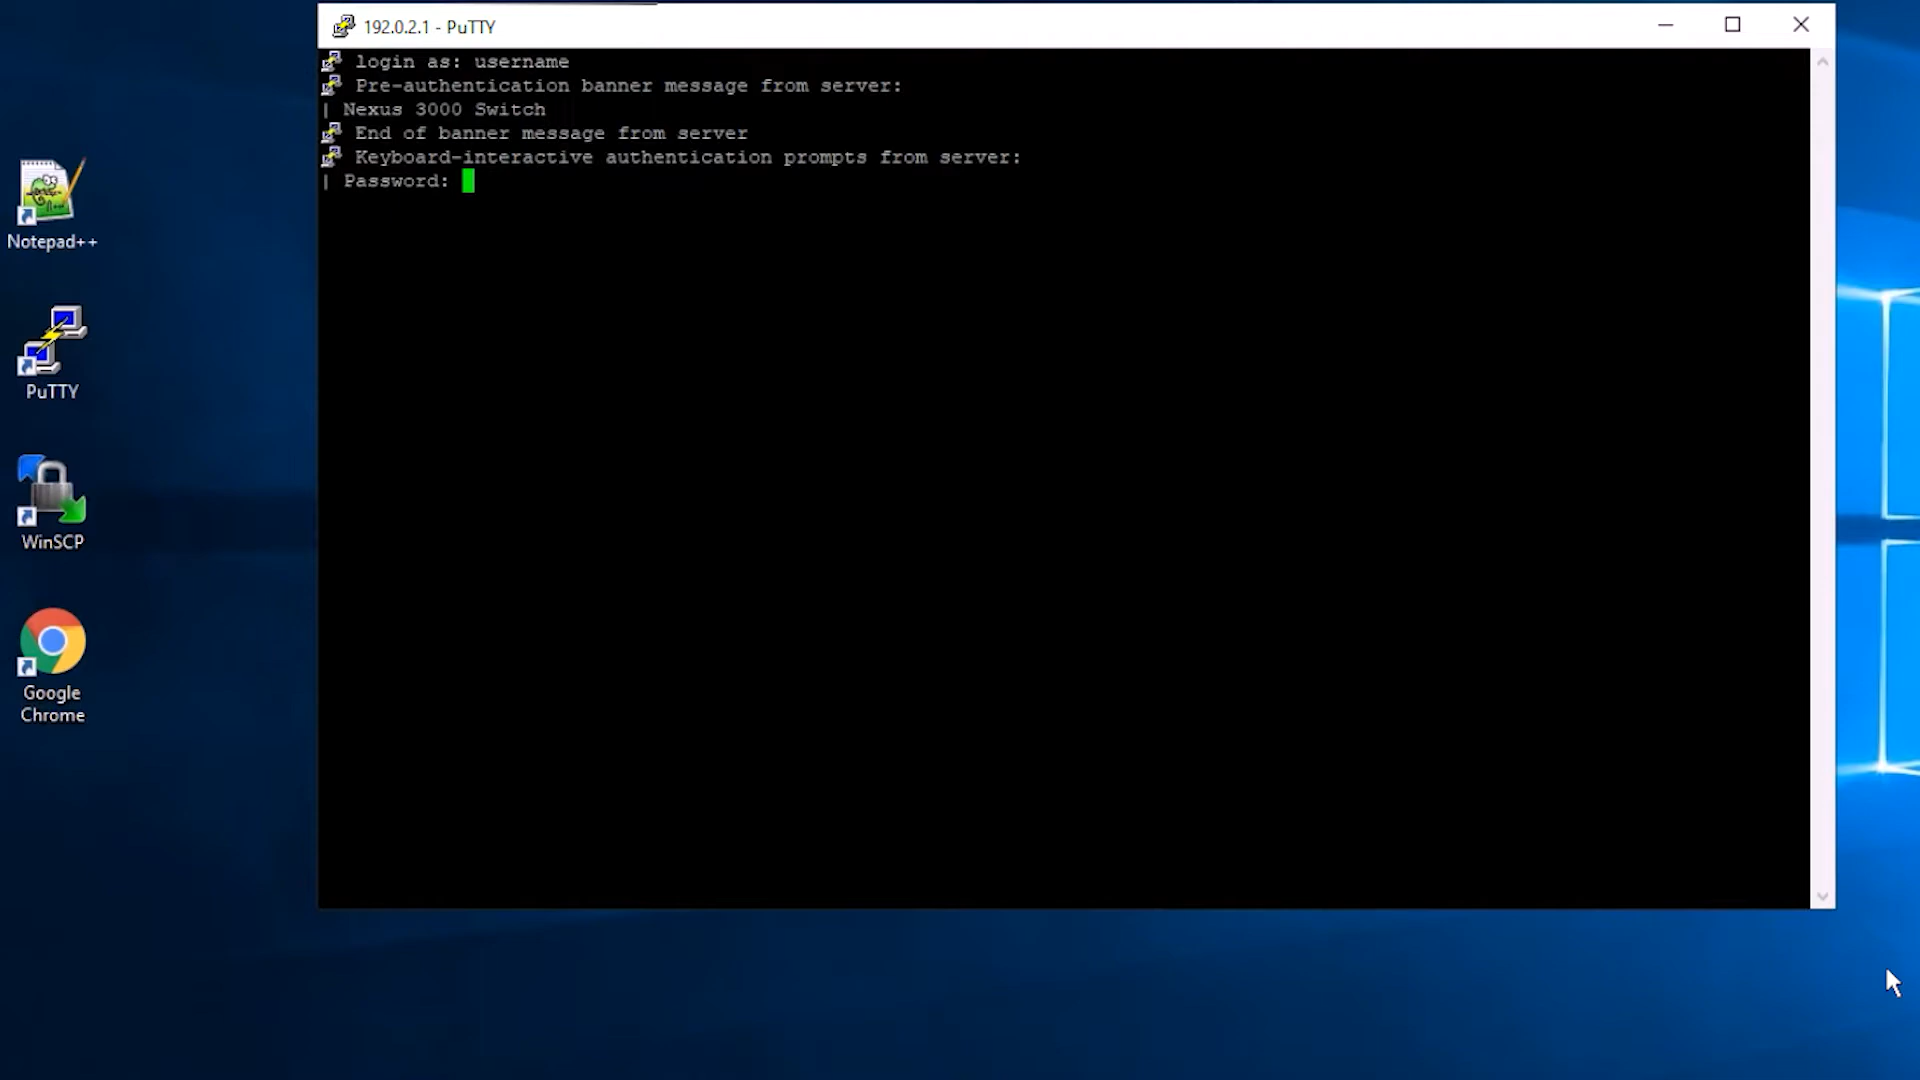 192.0.2.1 - PuTTY
login as: username
Pre-authentication banner message from server:
| Nexus 3000 Switch
End of banner message from server
Keyboard-interactive authentication prompts from server:
| Password:
Notepad++
PuTTY
WinSCP
Google
Chrome